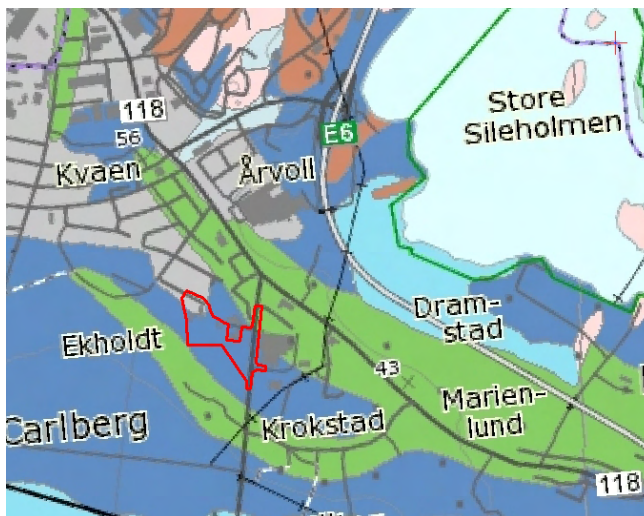 118
56
Kvaen
Årvoll
E6
Store
Sileholmen
Dram-
stad
Ekholdt
43
Marien-
lund
Carlberg
Krokstad
118